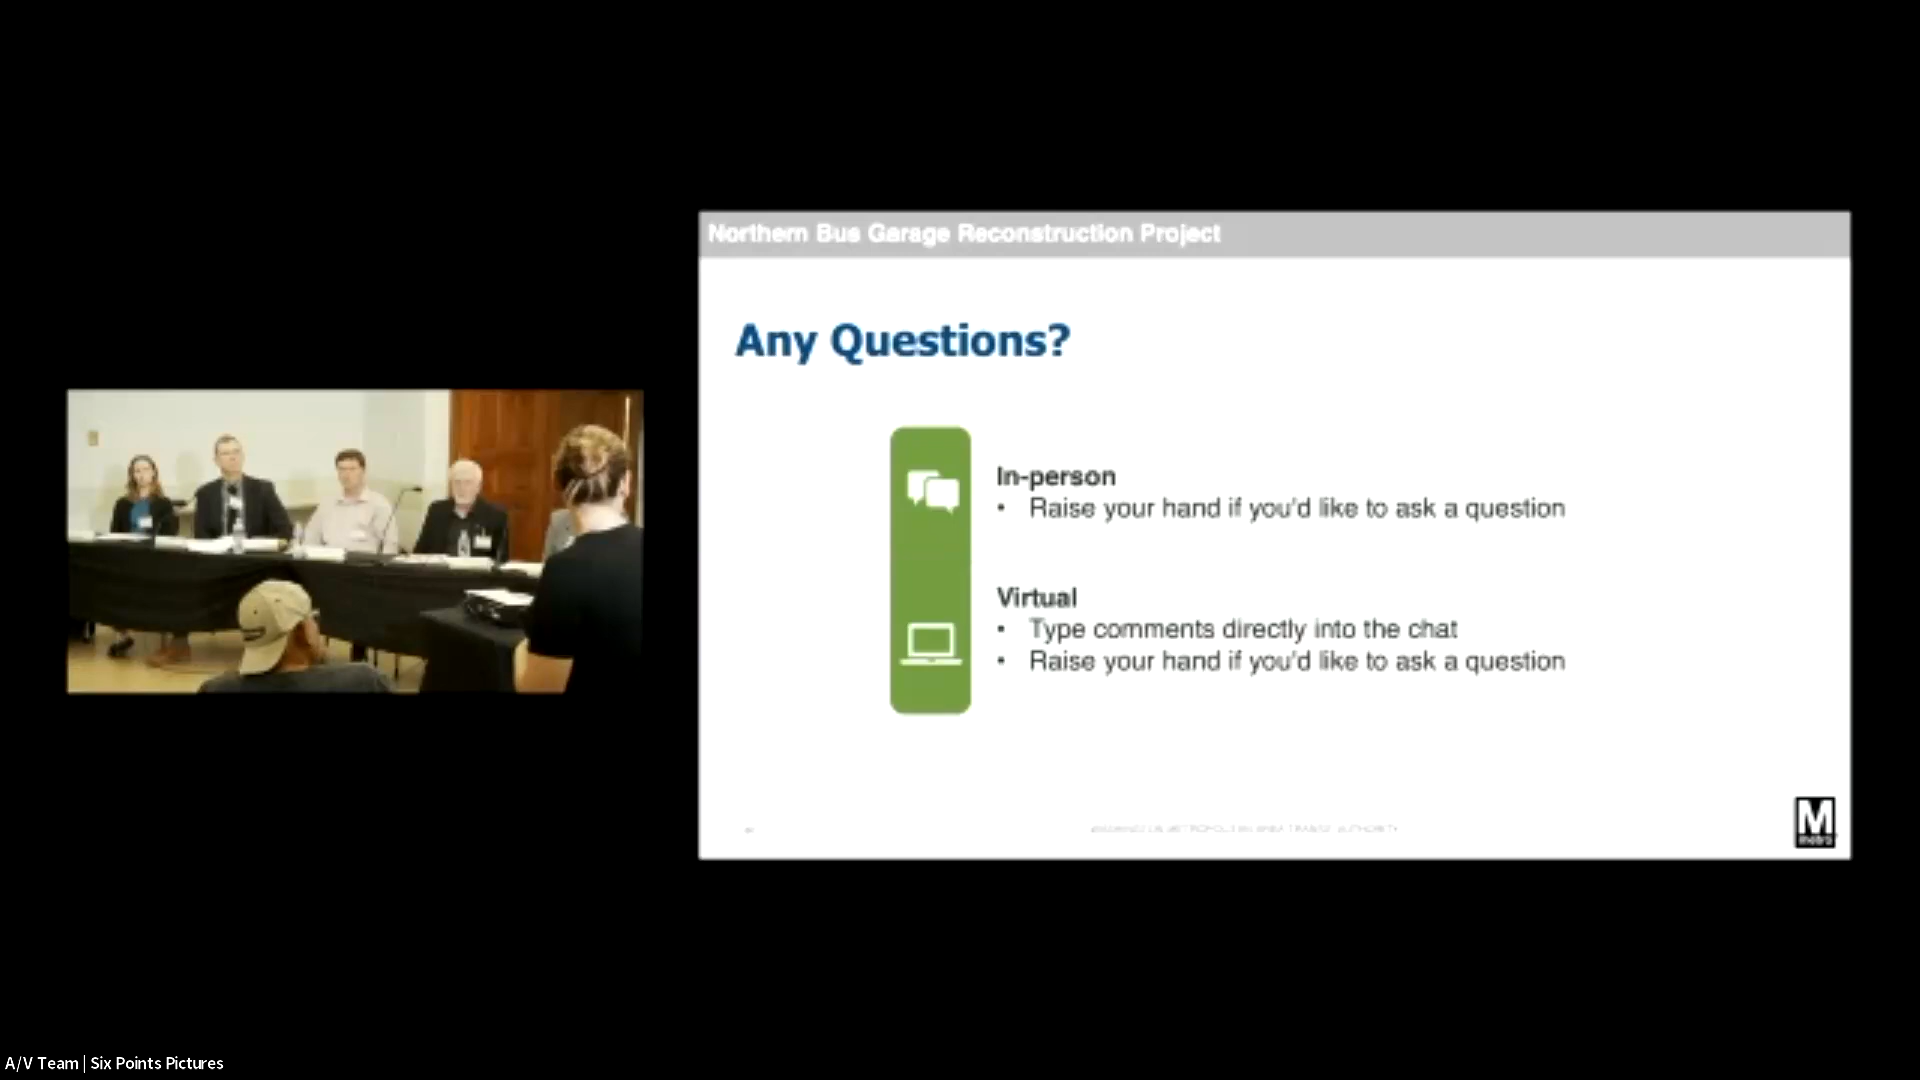 Northern Bus Garage Reconstruction Project
Any Questions?
In-person
• Raise your hand if you'd like to ask a question
Virtual
• Type comments directly into the chat
• Raise your hand if you'd like to ask a question
M
metro
A/V Team | Six Points Pictures